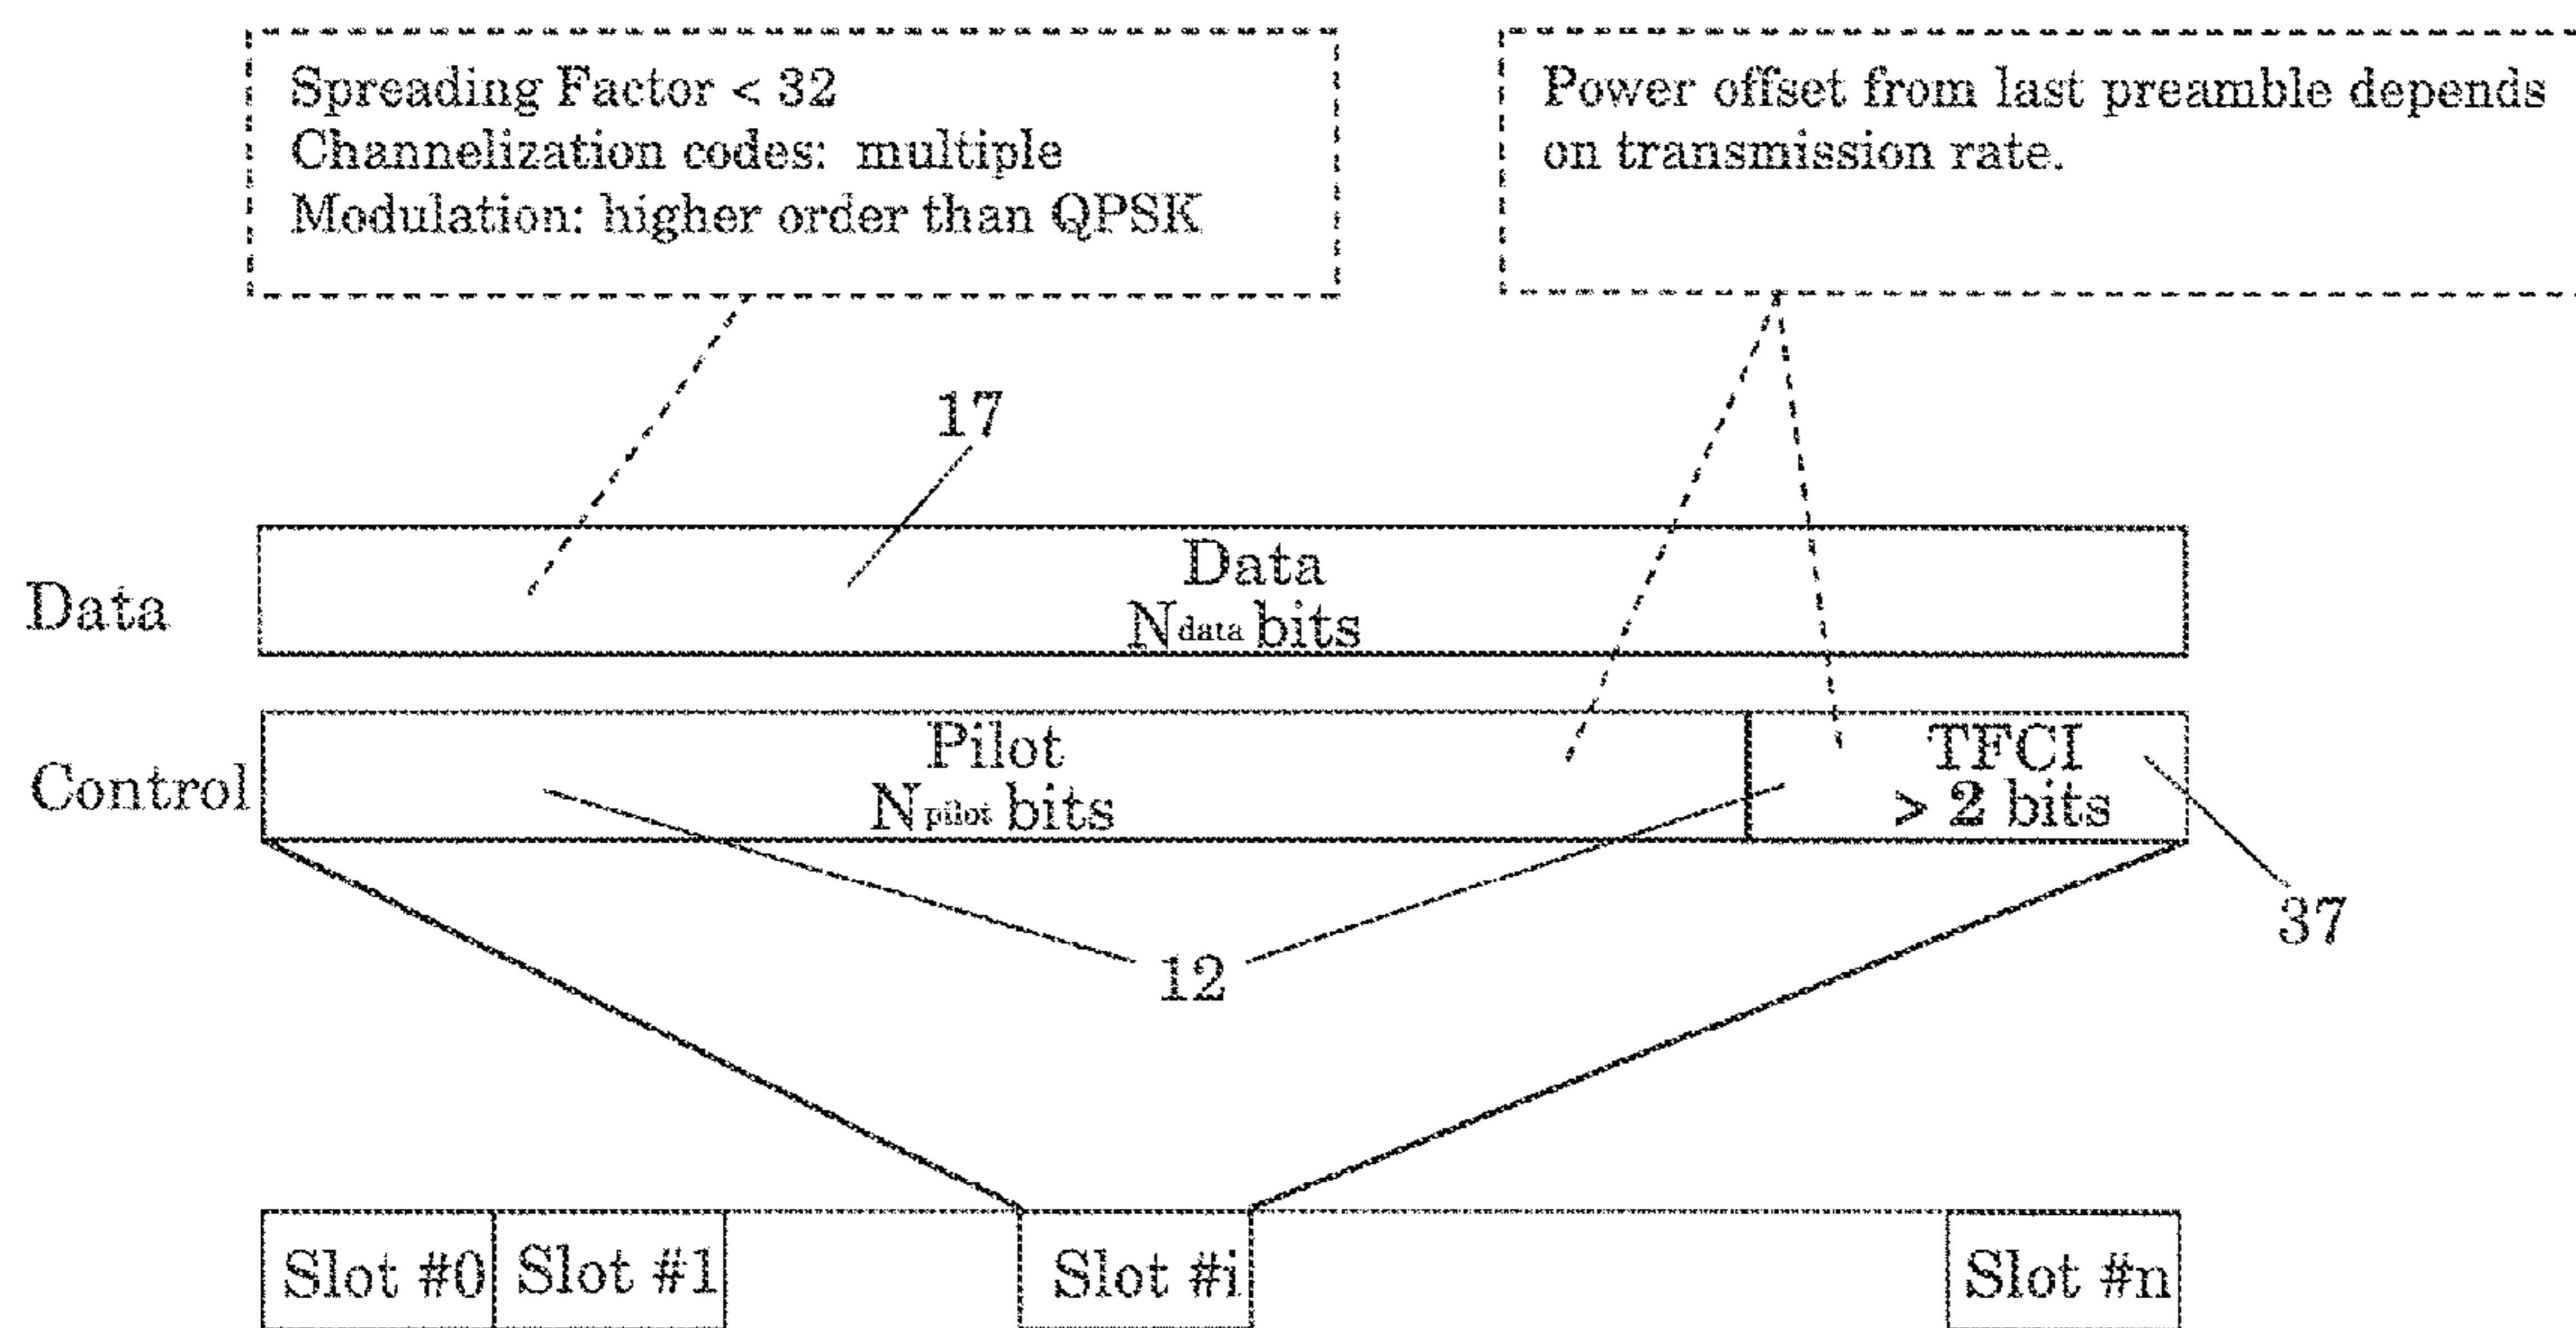 Spreading Factor < 32
Channelization codes: multiple
Modulation: higher order than QPSK
Power offset from last preamble depends
on transmission rate.
17
Data
Data
Ndata bits
Control
Pilot
Npilot bits
TFCI
> 2 bits
37
12
Slot #0
Slot #1
Slot #i
Slot #n